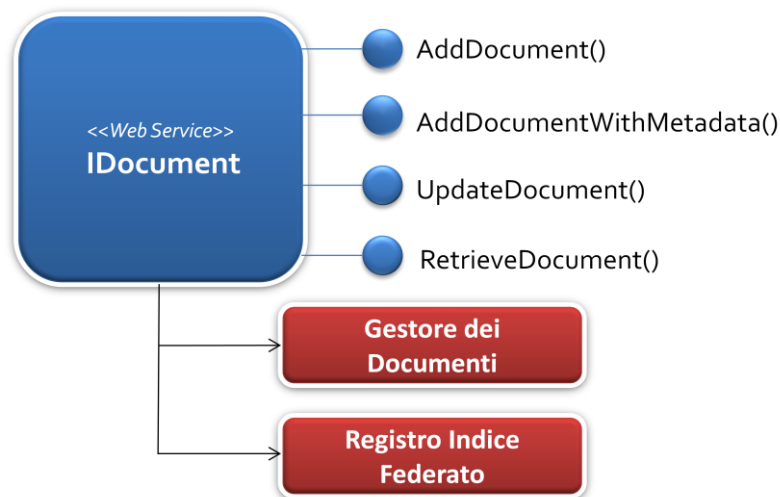 AddDocument()
<<Web Service>>
IDocument
AddDocumentWithMetadata()
UpdateDocument()
RetrieveDocument()
Gestore dei
Documenti
Registro Indice
Federato